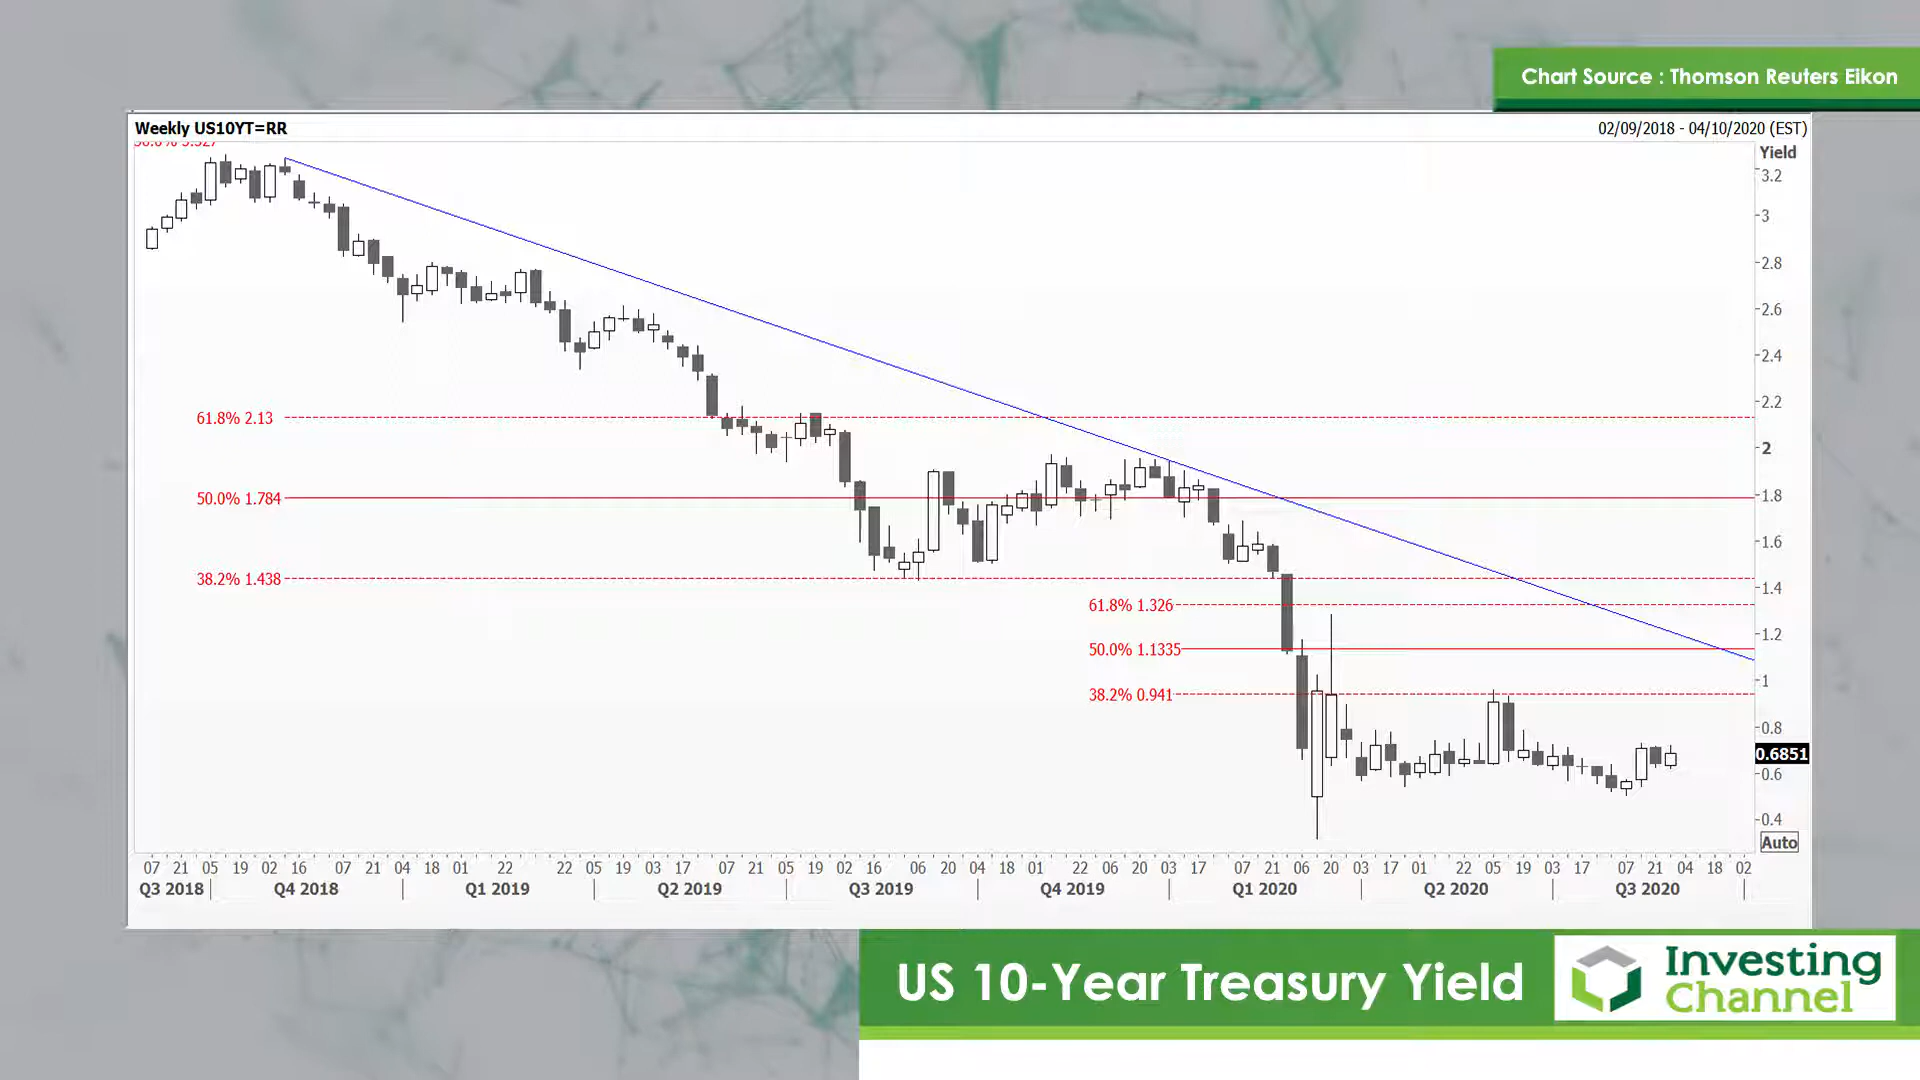 Chart Source : Thomson Reuters Eikon
Weekly US10YT=RR
02/09/2018 - 04/10/2020 (EST)
Yield
3.2
3
2.8
2.6
2.4
2.2
2
1.8
1.6
1.4
1.2
1
0.8
0.6851
0.6
0.4
Auto
61.8% 2.13
50.0% 1.784
38.2% 1.438
61.8% 1.326
50.0% 1.1335
38.2% 0.941
07 21 05 19 02 16 07 21 04 18 01 22 22 05 19 03 17 07 21 05 19 02 16 06 20 04 18 01 22 06 20 03 17 07 21 06 20 03 17 01 22 05 19 03 17 07 21 04 18 02
Q3 2018 Q4 2018 Q1 2019 Q2 2019 Q3 2019 Q4 2019 Q1 2020 Q2 2020 Q3 2020
US 10-Year Treasury Yield
Investing
Channel